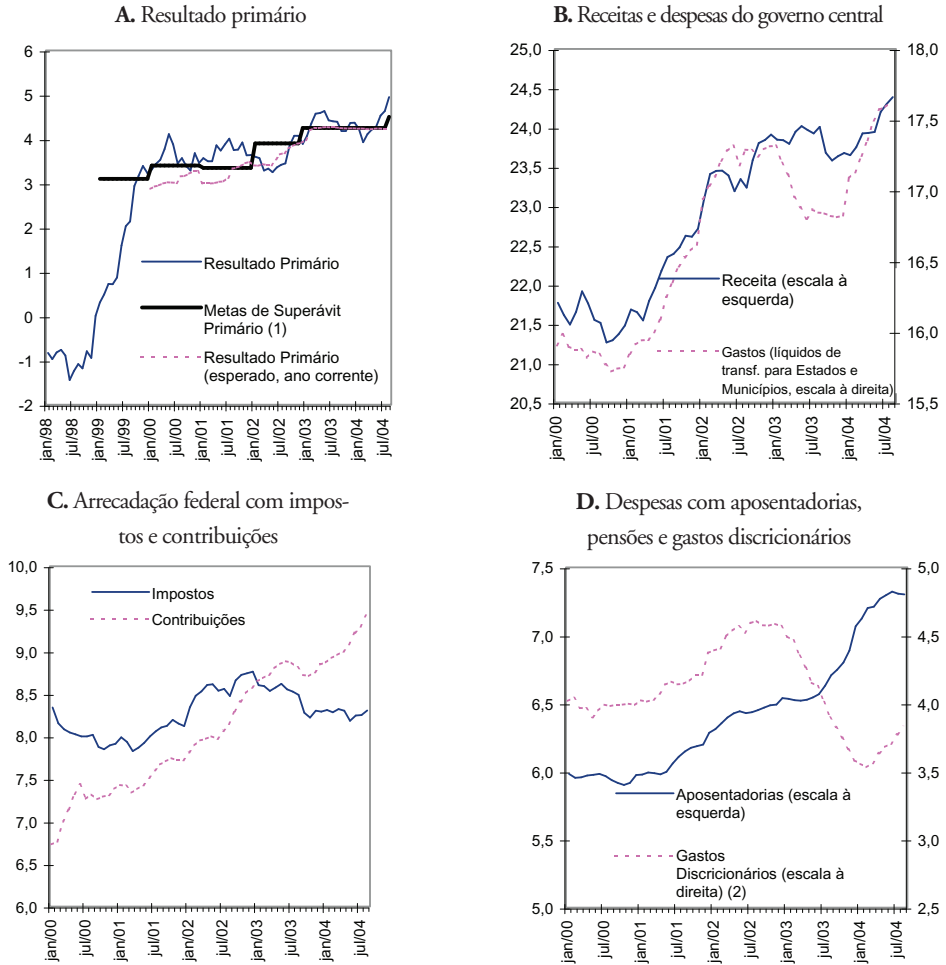 A. Resultado primário
6
5
4
3
2
1
0
-1
-2
jan/98
jul/98
jan/99
jul/99
jan/00
jul/00
jan/01
jul/01
jan/02
jul/02
jan/03
jul/03
jan/04
jul/04
Resultado Primário
Metas de Superávit
Primário (1)
Resultado Primário
(esperado, ano corrente)
B. Receitas e despesas do governo central
25,0
24,5
24,0
23,5
23,0
22,5
22,0
21,5
21,0
20,5
18,0
17,5
17,0
16,5
16,0
15,5
jan/00
jul/00
jan/01
jul/01
jan/02
jul/02
jan/03
jul/03
jan/04
jul/04
Receita (escala à
esquerda)
Gastos (líquidos de
transf. para Estados e
Municípios, escala à direita)
C. Arrecadação federal com impos-
tos e contribuições
10,0
9,5
9,0
8,5
8,0
7,5
7,0
6,5
6,0
jan/00
jul/00
jan/01
jul/01
jan/02
jul/02
jan/03
jul/03
jan/04
jul/04
Impostos
Contribuições
D. Despesas com aposentadorias,
pensões e gastos discricionários
7,5
7,0
6,5
6,0
5,5
5,0
5,0
4,5
4,0
3,5
3,0
2,5
jan/00
jul/00
jan/01
jul/01
jan/02
jul/02
jan/03
jul/03
jan/04
jul/04
Aposentadorias (escala à
esquerda)
Gastos
Discricionários (escala à
direita) (2)